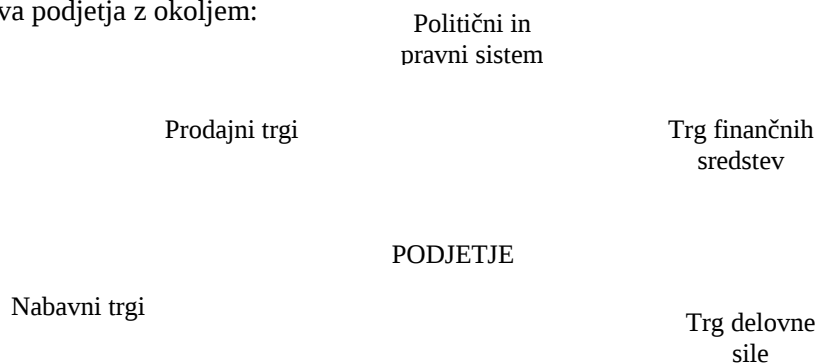 va podjetja z okoljem:
Politični in
pravni sistem
Prodajni trgi
Trg finančnih
sredstev
PODJETJE
Nabavni trgi
Trg delovne
sile